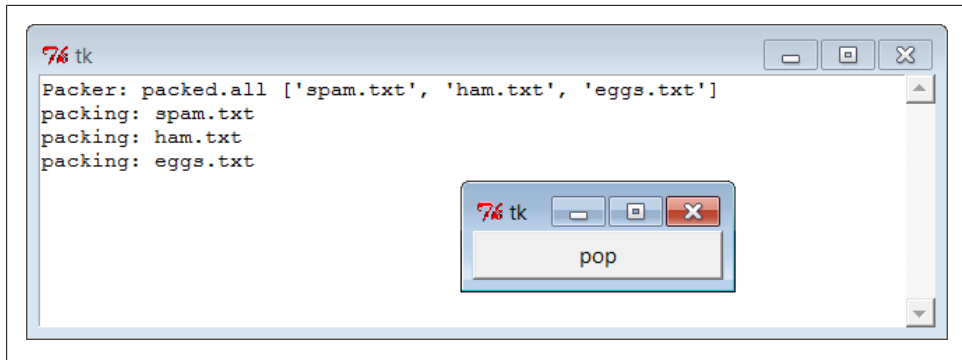 tk
Packer: packed.all ['spam.txt', 'ham.txt', 'eggs.txt']
packing: spam.txt
packing: ham.txt
packing: eggs.txt
tk
pop